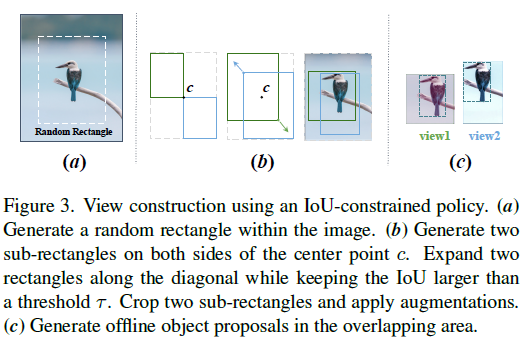 Random Rectangle
c
c
view1 view2
(a) (b) (c)
Figure 3. View construction using an IoU-constrained policy. (a)
Generate a random rectangle within the image. (b) Generate two
sub-rectangles on both sides of the center point c. Expand two
rectangles along the diagonal while keeping the IoU larger than
a threshold τ. Crop two sub-rectangles and apply augmentations.
(c) Generate offline object proposals in the overlapping area.